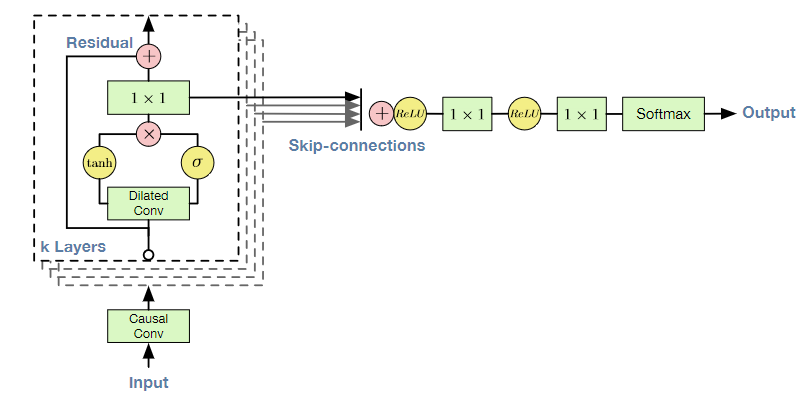 Residual
+
1 × 1
×
tanh
σ
Dilated
Conv
k Layers
Causal
Conv
Input
Skip-connections
+
ReLU
1 × 1
ReLU
1 × 1
Softmax
Output